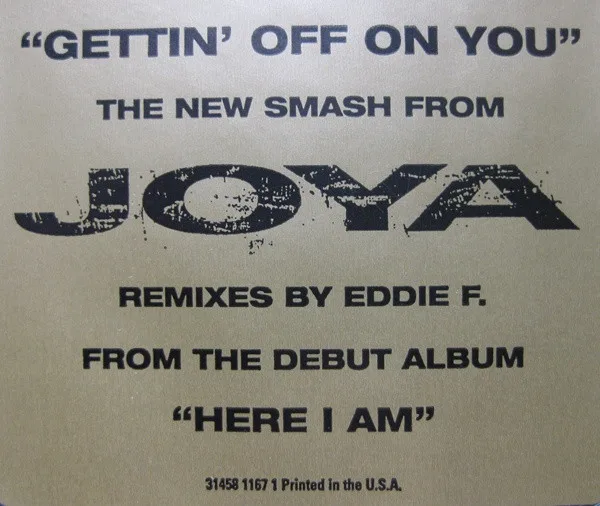 “GETTIN’ OFF ON YOU”
THE NEW SMASH FROM
JOYA
REMIXES BY EDDIE F.
FROM THE DEBUT ALBUM
“HERE I AM”
31458 1167 1 Printed in the U.S.A.